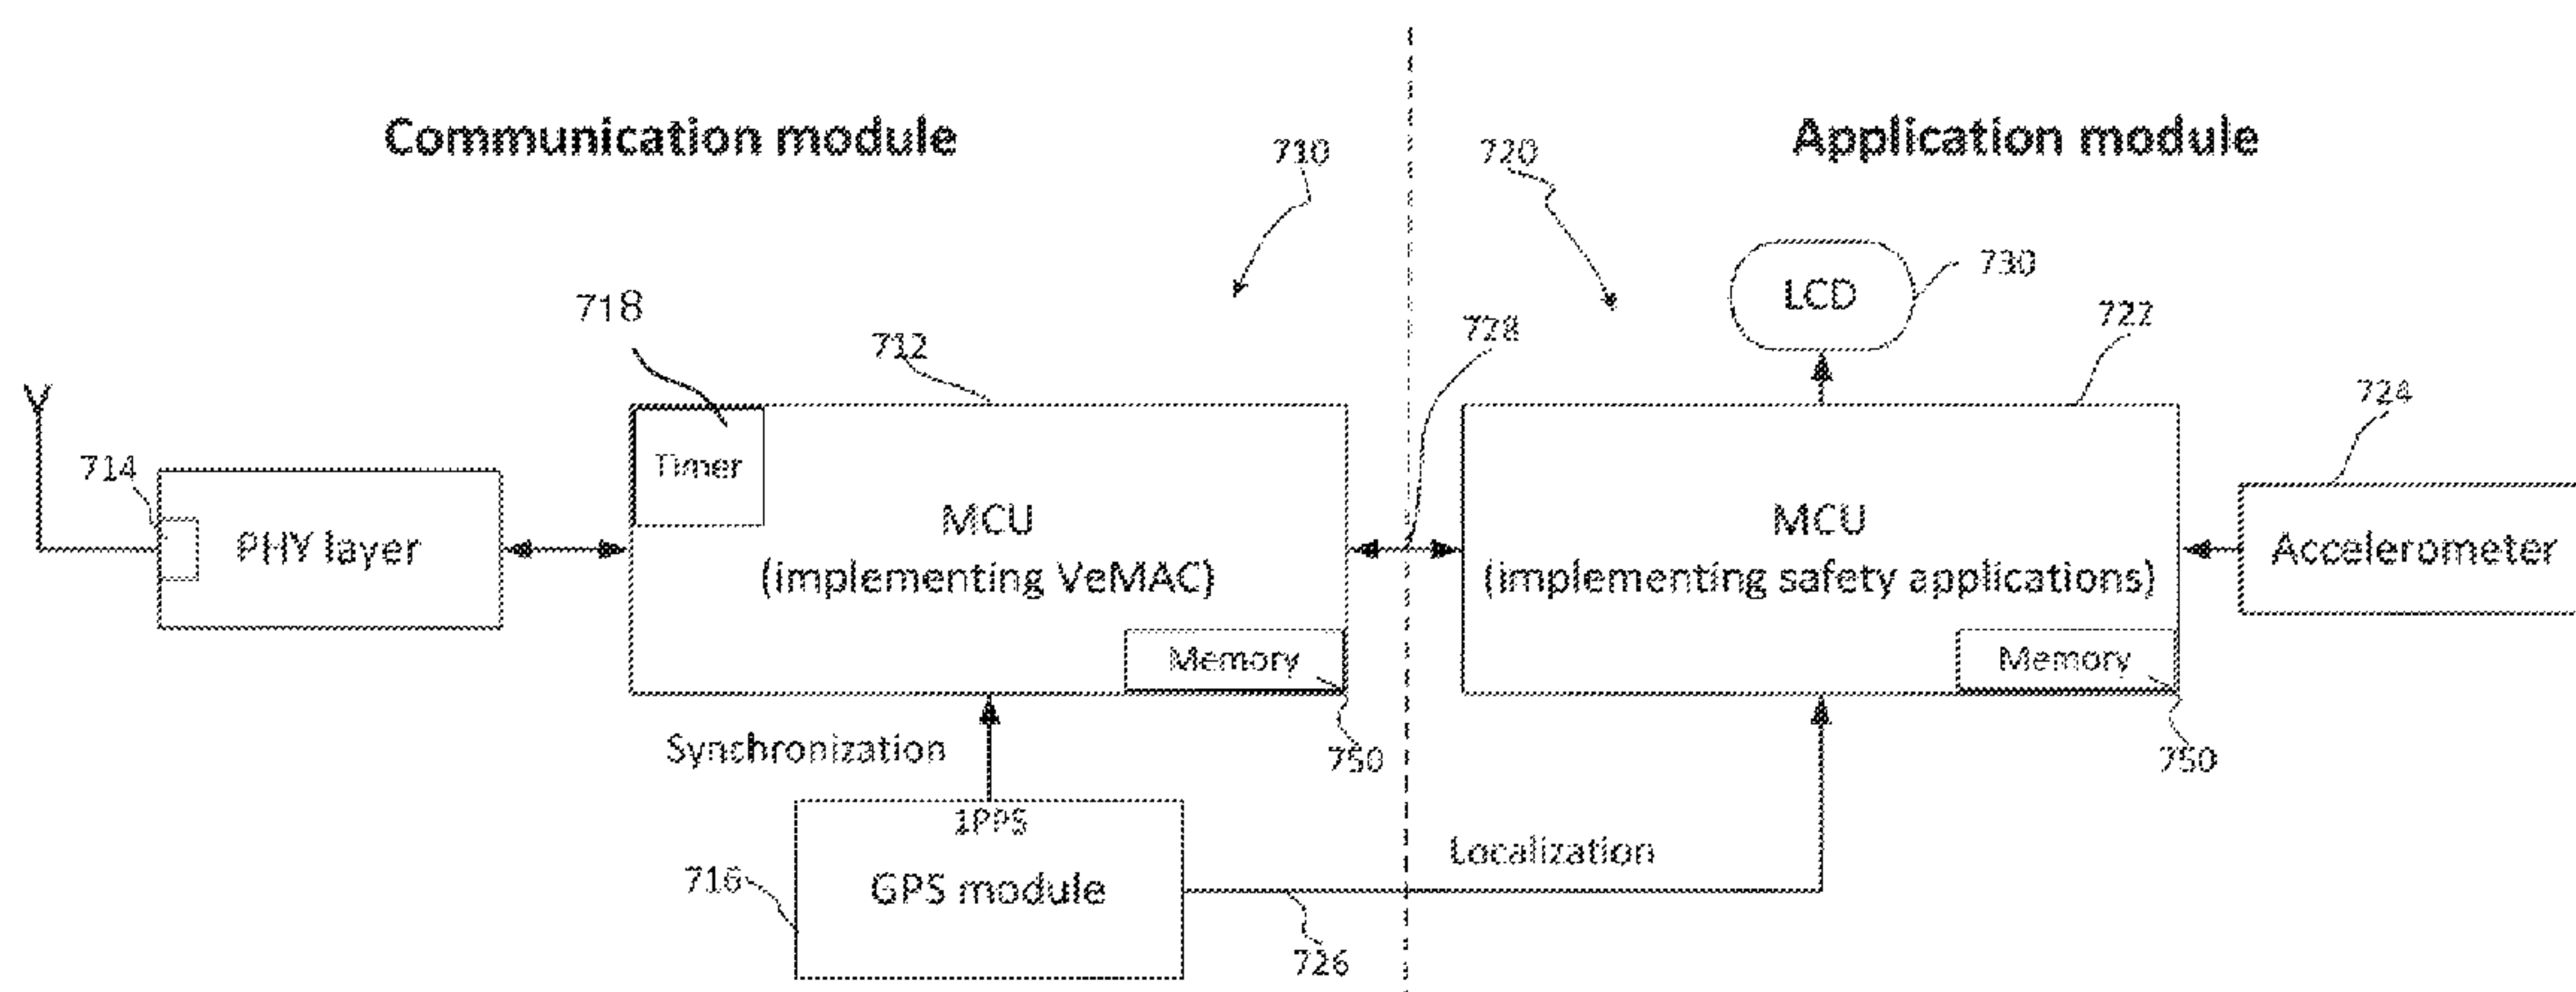 Communication module
Application module
710
720
730
LCD
718
712
728
722
724
714
Timer
PHY layer
MCU
(implementing VeMAC)
MCU
(implementing safety applications)
Accelerometer
Memory
Memory
Synchronization
750
750
1PPS
GPS module
716
Localization
726